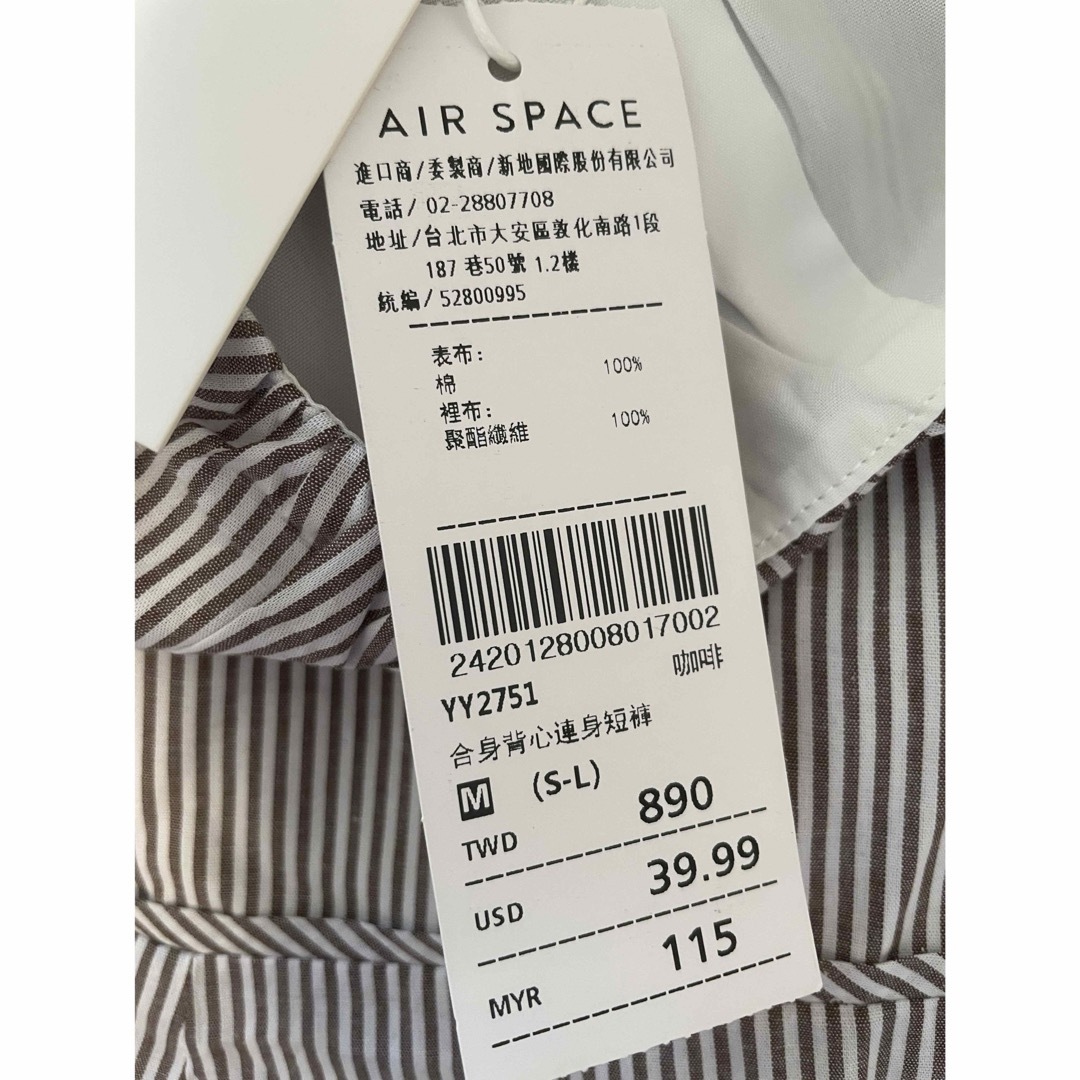 AIR SPACE
進口商/委製商/新地國際股份有限公司
電話/ 02-28807708
地址/台北市大安區敦化南路1段
187 巷50號 1.2樓
統編/ 52800995
表布:
棉 100%
裡布:
聚酯纖維 100%
2420128008017002
YY2751 咖啡
合身背心連身短褲
M (S-L)
TWD 890
USD 39.99
MYR 115